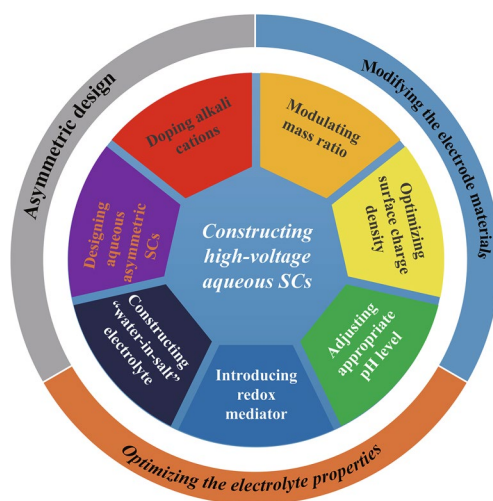 Asymmetric design
Modifying the electrode materials
Optimizing the electrolyte properties
Doping alkali
cations
Modulating
mass ratio
Optimizing
surface charge
density
Adjusting
appropriate
pH level
Introducing
redox
mediator
Constructing
“water-in-salt”
electrolyte
Designing
aqueous
asymmetric
SCs
Constructing
high-voltage
aqueous SCs